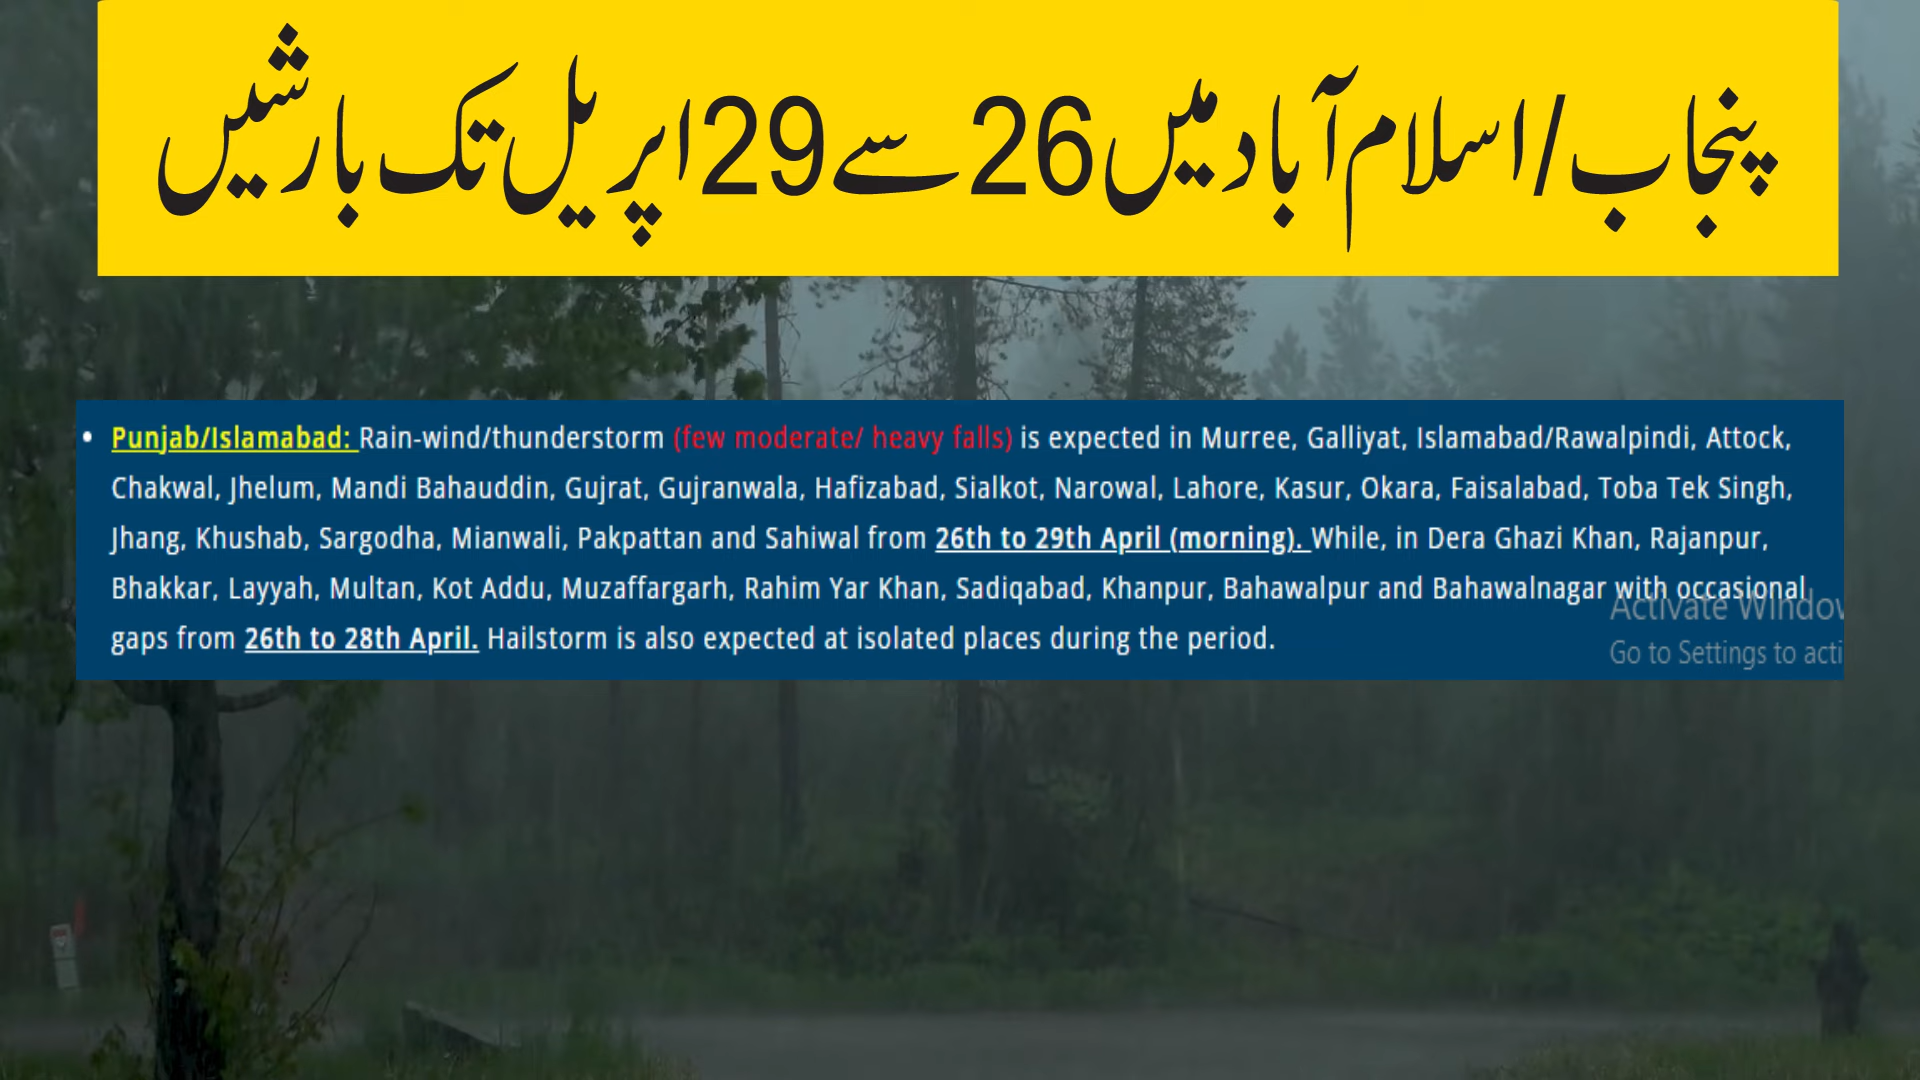 پنجاب/اسلام آباد میں 26 سے 29 اپریل تک بارشیں
• Punjab/Islamabad: Rain-wind/thunderstorm (few moderate/ heavy falls) is expected in Murree, Galliyat, Islamabad/Rawalpindi, Attock,
Chakwal, Jhelum, Mandi Bahauddin, Gujrat, Gujranwala, Hafizabad, Sialkot, Narowal, Lahore, Kasur, Okara, Faisalabad, Toba Tek Singh,
Jhang, Khushab, Sargodha, Mianwali, Pakpattan and Sahiwal from 26th to 29th April (morning). While, in Dera Ghazi Khan, Rajanpur,
Bhakkar, Layyah, Multan, Kot Addu, Muzaffargarh, Rahim Yar Khan, Sadiqabad, Khanpur, Bahawalpur and Bahawalnagar with occasional
gaps from 26th to 28th April. Hailstorm is also expected at isolated places during the period.
Activate Window
Go to Settings to acti